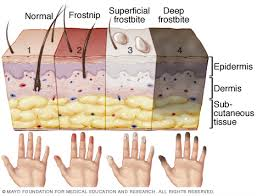 Normal
Frostnip
Superficial
frostbite
Deep
frostbite
1
2
3
4
Epidermis
Dermis
Sub-
cutaneous
tissue
© MAYO FOUNDATION FOR MEDICAL EDUCATION AND RESEARCH. ALL RIGHTS RESERVED.